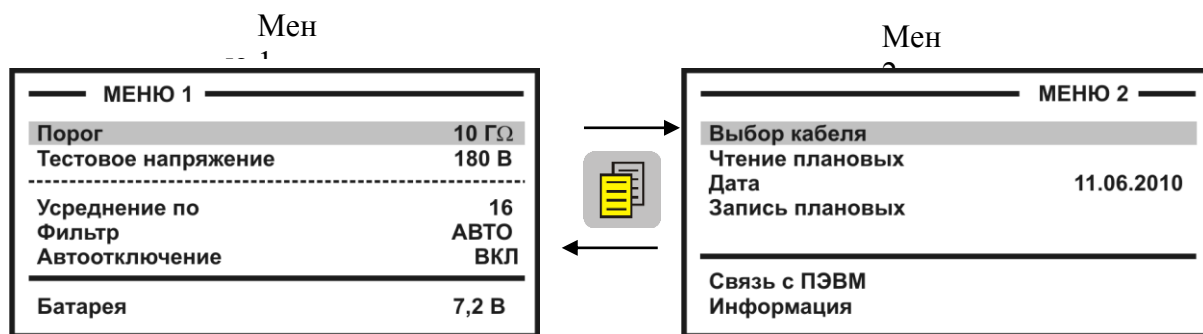 Мен
МЕНЮ 1
Порог 10 ГΩ
Тестовое напряжение 180 В
Усреднение по 16
Фильтр АВТО
Автоотключение ВКЛ
Батарея 7,2 В
Мен
МЕНЮ 2
Выбор кабеля
Чтение плановых
Дата 11.06.2010
Запись плановых
Связь с ПЭВМ
Информация